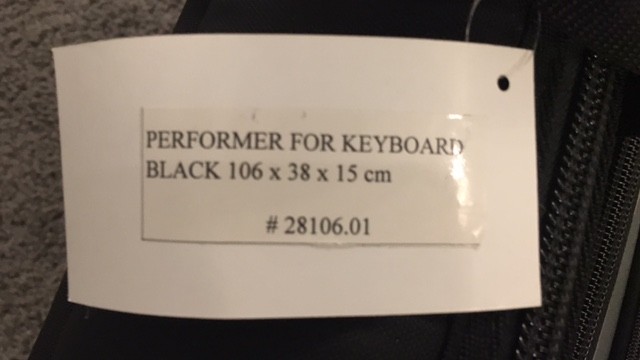 PERFORMER FOR KEYBOARD
BLACK 106 x 38 x 15 cm
# 28106.01